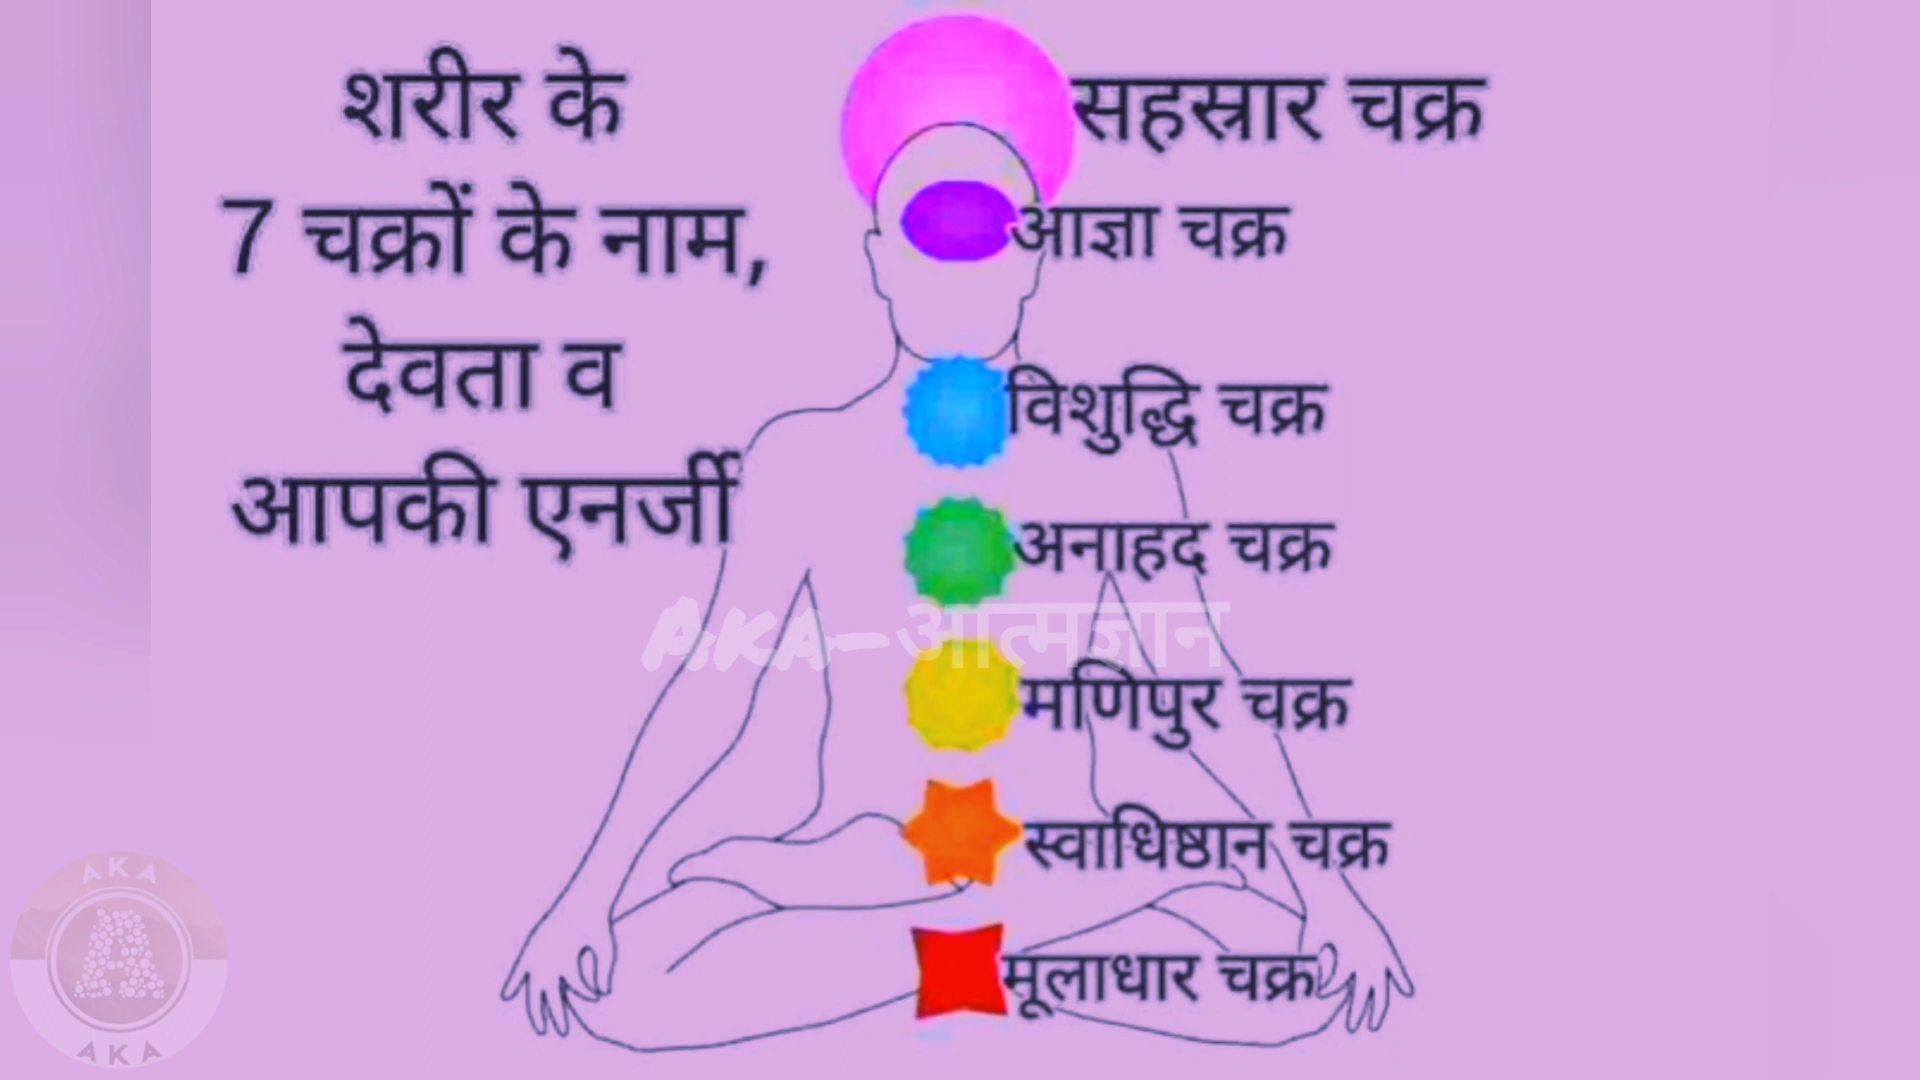 शरीर के
7 चक्रों के नाम,
देवता व
आपकी एनर्जी
सहस्रार चक्र
आज्ञा चक्र
विशुद्धि चक्र
अनाहद चक्र
AKA-आत्मज्ञान
मणिपुर चक्र
स्वाधिष्ठान चक्र
मूलाधार चक्र
AKA
A
AKA